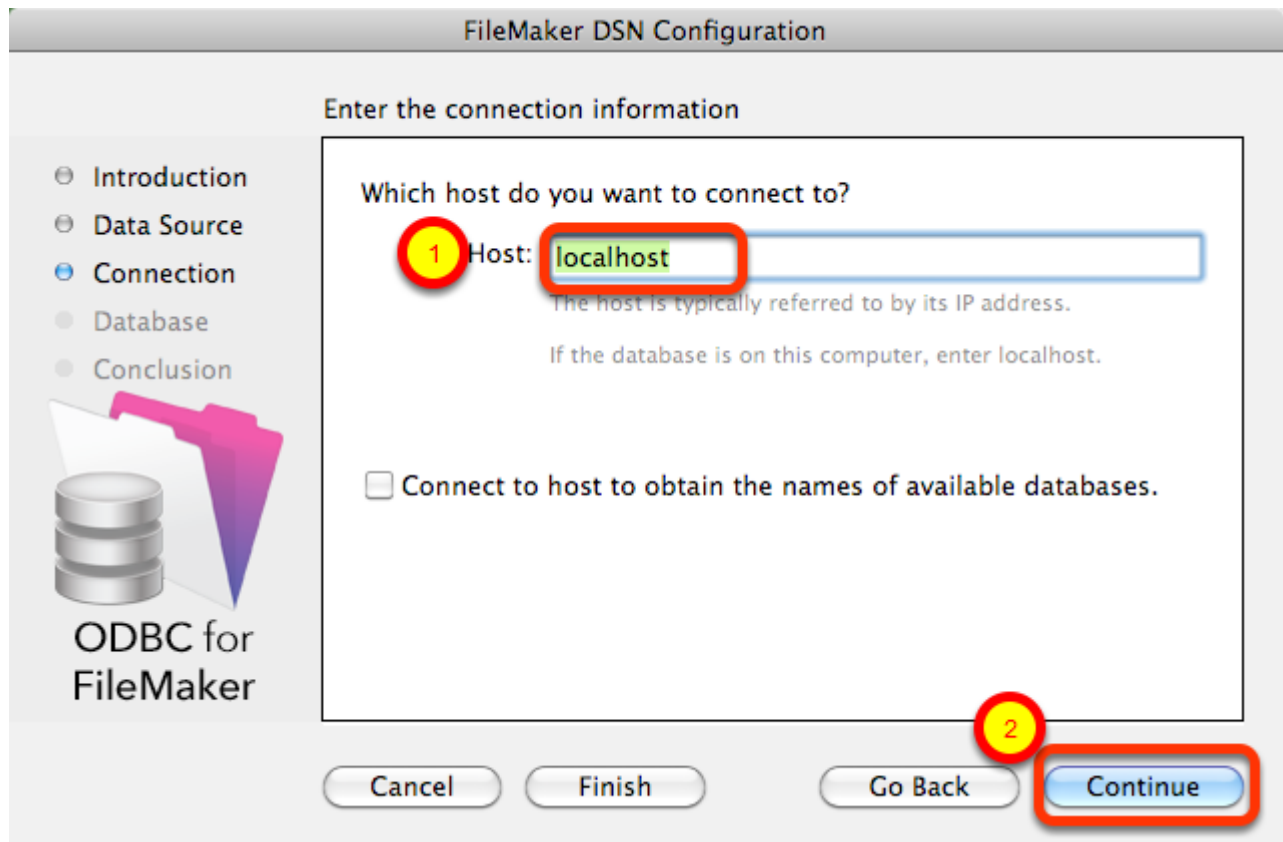 FileMaker DSN Configuration
Enter the connection information
Introduction
Data Source
Connection
Database
Conclusion
ODBC for
FileMaker
Which host do you want to connect to?
1 Host: localhost
The host is typically referred to by its IP address.
If the database is on this computer, enter localhost.
Connect to host to obtain the names of available databases.
2
Cancel Finish Go Back Continue